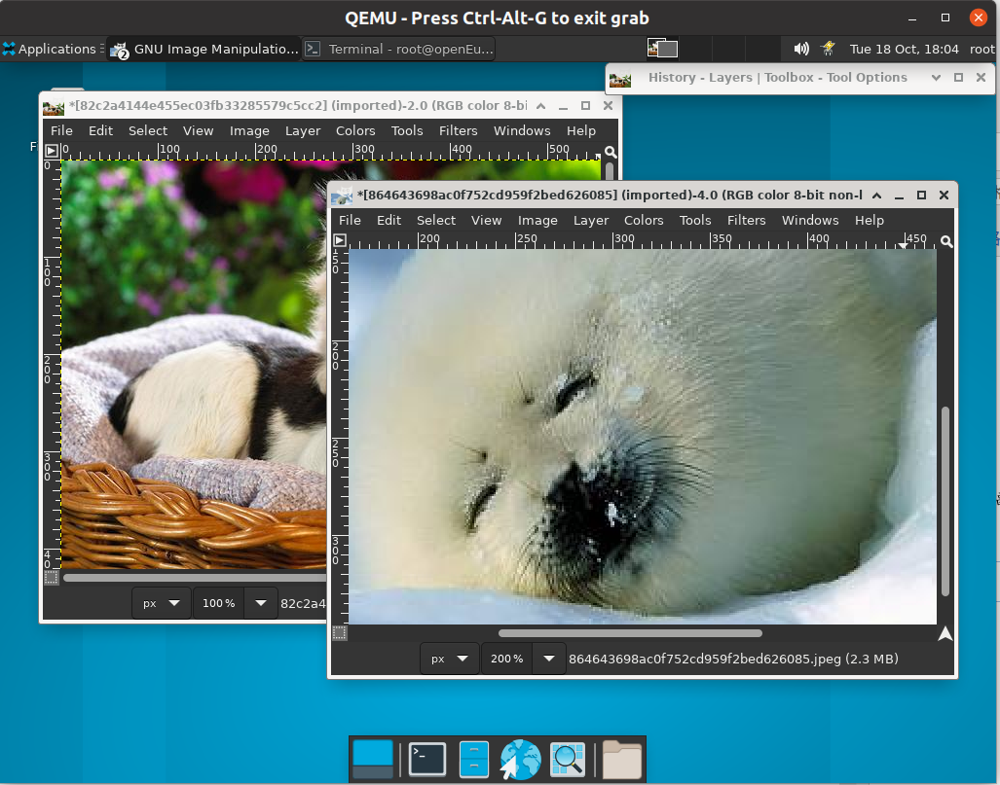 QEMU - Press Ctrl-Alt-G to exit grab
Applications
2
GNU Image Manipulatio...
Terminal - root@openEu...
Tue 18 Oct, 18:04
root
History - Layers | Toolbox - Tool Options
*[82c2a4144e455ec03fb33285579c5cc2] (imported)-2.0 (RGB color 8-bi
File Edit Select View Image Layer Colors Tools Filters Windows Help
0 100 200 300 400 500
0
100
200
300
40
px
100 %
82c2a4
*[864643698ac0f752cd959f2bed626085] (imported)-4.0 (RGB color 8-bit non-l
File Edit Select View Image Layer Colors Tools Filters Windows Help
200 250 300 350 400 450
150
200
250
300
px
200 %
864643698ac0f752cd959f2bed626085.jpeg (2.3 MB)